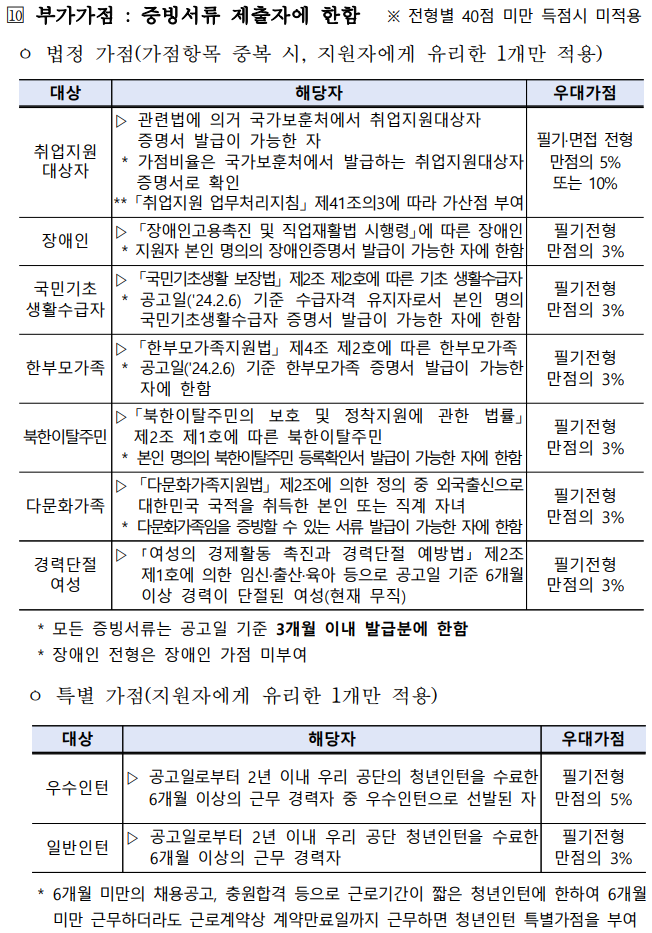 ⑩ 부가가점 : 증빙서류 제출자에 한함 ※ 전형별 40점 미만 득점시 미적용
ㅇ 법정 가점(가점항목 중복 시, 지원자에게 유리한 1개만 적용)
대상 해당자 우대가점
취업지원
대상자
▷ 관련법에 의거 국가보훈처에서 취업지원대상자
증명서 발급이 가능한 자
* 가점비율은 국가보훈처에서 발급하는 취업지원대상자
증명서로 확인
** 「취업지원 업무처리지침」 제41조의3에 따라 가산점 부여
필기·면접 전형
만점의 5%
또는 10%
장애인
▷ 「장애인고용촉진 및 직업재활법 시행령」에 따른 장애인
* 지원자 본인 명의의 장애인증명서 발급이 가능한 자에 한함
필기전형
만점의 3%
국민기초
생활수급자
▷ 「국민기초생활 보장법」 제2조 제2호에 따른 기초 생활수급자
* 공고일('24.2.6) 기준 수급자격 유지자로서 본인 명의
국민기초생활수급자 증명서 발급이 가능한 자에 한함
필기전형
만점의 3%
한부모가족
▷ 「한부모가족지원법」 제4조 제2호에 따른 한부모가족
* 공고일('24.2.6) 기준 한부모가족 증명서 발급이 가능한
자에 한함
필기전형
만점의 3%
북한이탈주민
▷ 「북한이탈주민의 보호 및 정착지원에 관한 법률」
제2조 제1호에 따른 북한이탈주민
* 본인 명의의 북한이탈주민 등록확인서 발급이 가능한 자에 한함
필기전형
만점의 3%
다문화가족
▷ 「다문화가족지원법」 제2조에 의한 정의 중 외국출신으로
대한민국 국적을 취득한 본인 또는 직계 자녀
* 다문화가족임을 증빙할 수 있는 서류 발급이 가능한 자에 한함
필기전형
만점의 3%
경력단절
여성
▷ 「여성의 경제활동 촉진과 경력단절 예방법」 제2조
제1호에 의한 임신·출산·육아 등으로 공고일 기준 6개월
이상 경력이 단절된 여성(현재 무직)
필기전형
만점의 3%
* 모든 증빙서류는 공고일 기준 3개월 이내 발급분에 한함
* 장애인 전형은 장애인 가점 미부여
ㅇ 특별 가점(지원자에게 유리한 1개만 적용)
대상 해당자 우대가점
우수인턴
▷ 공고일로부터 2년 이내 우리 공단의 청년인턴을 수료한
6개월 이상의 근무 경력자 중 우수인턴으로 선발된 자
필기전형
만점의 5%
일반인턴
▷ 공고일로부터 2년 이내 우리 공단 청년인턴을 수료한
6개월 이상의 근무 경력자
필기전형
만점의 3%
* 6개월 미만의 채용공고, 충원합격 등으로 근로기간이 짧은 청년인턴에 한하여 6개월
미만 근무하더라도 근로계약상 계약만료일까지 근무하면 청년인턴 특별가점을 부여